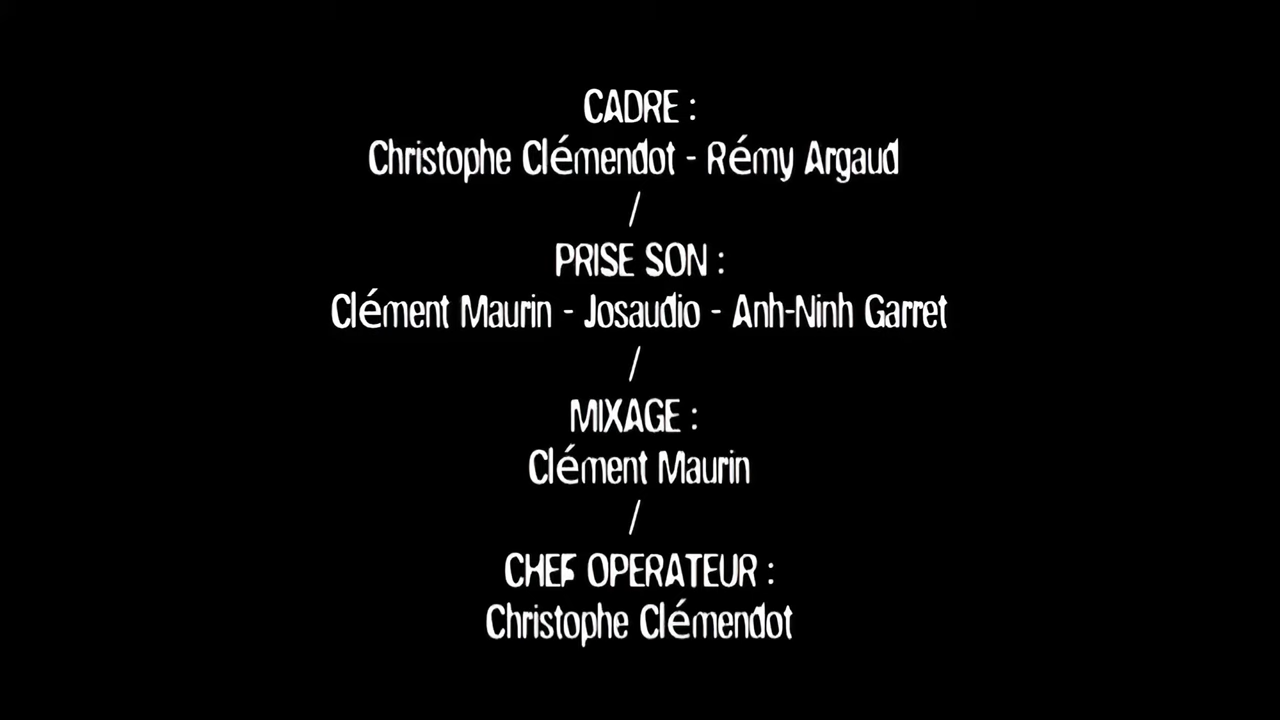 CADRE :
Christophe Clémendot - Rémy Argaud
/
PRISE SON :
Clément Maurin - Josaudio - Anh-Ninh Garret
/
MIXAGE :
Clément Maurin
/
CHEF OPERATEUR :
Christophe Clémendot